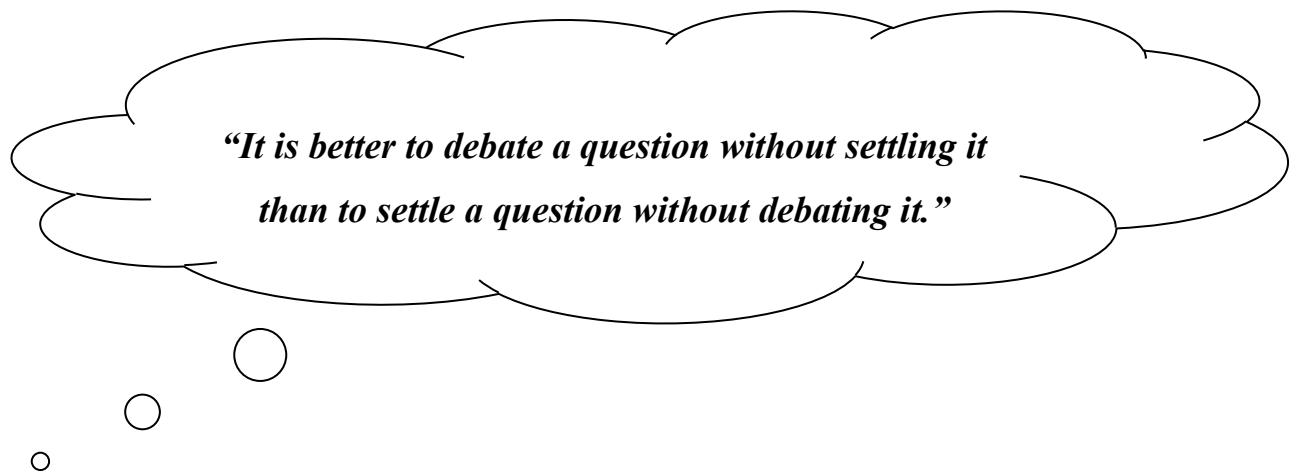 “It is better to debate a question without settling it
than to settle a question without debating it.”